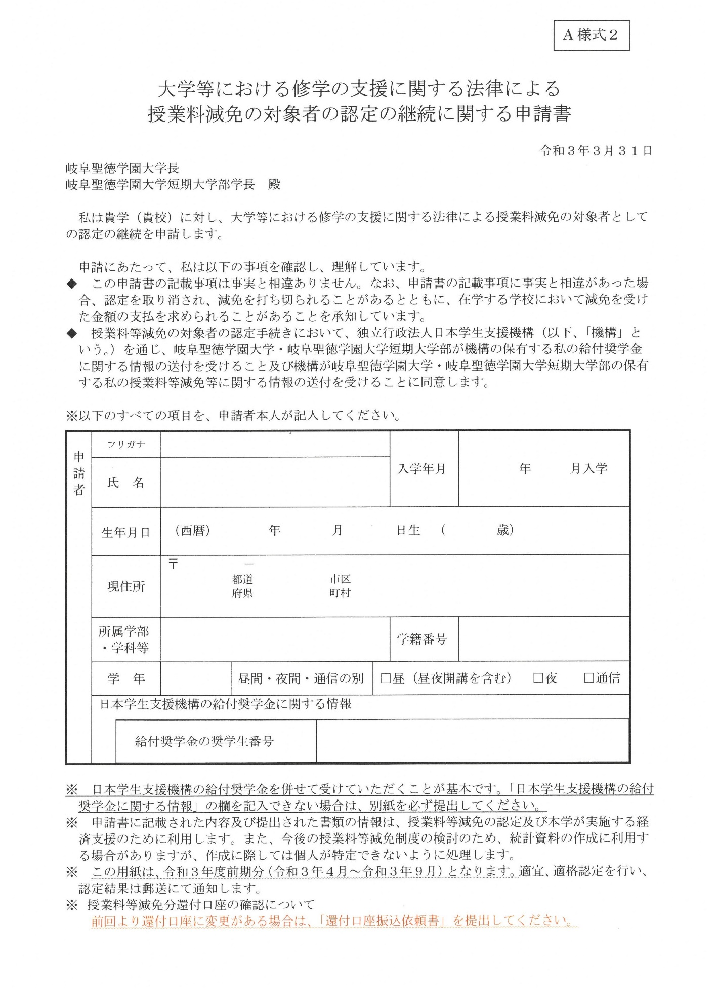 A 様式２
大学等における修学の支援に関する法律による
授業料減免の対象者の認定の継続に関する申請書
令和３年３月３１日
岐阜聖徳学園大学長
岐阜聖徳学園大学短期大学部学長　殿
私は貴学（貴校）に対し、大学等における修学の支援に関する法律による授業料減免の対象者として
の認定の継続を申請します。
申請にあたって、私は以下の事項を確認し、理解しています。
◆　この申請書の記載事項は事実と相違ありません。なお、申請書の記載事項に事実と相違があった場
合、認定を取り消され、減免を打ち切られることがあるとともに、在学する学校において減免を受け
た金額の支払を求められることがあることを承知しています。
◆　授業料等減免の対象者の認定手続きにおいて、独立行政法人日本学生支援機構（以下、「機構」と
いう。）を通じ、岐阜聖徳学園大学・岐阜聖徳学園大学短期大学部が機構の保有する私の給付奨学金
に関する情報の送付を受けること及び機構が岐阜聖徳学園大学・岐阜聖徳学園大学短期大学部の保有
する私の授業料等減免等に関する情報の送付を受けることに同意します。
※以下のすべての項目を、申請者本人が記入してください。
申請者
フリガナ
氏　名
入学年月
年　　　月入学
生年月日
（西暦）　　　　年　　　　月　　　　日生　（　　　　歳）
現住所
〒　　　　　―
都道　　　　　　市区
府県　　　　　　町村
所属学部
・学科等
学籍番号
学　年
昼間・夜間・通信の別
□昼（昼夜開講を含む）　□夜　　□通信
日本学生支援機構の給付奨学金に関する情報
給付奨学金の奨学生番号
※　日本学生支援機構の給付奨学金を併せて受けていただくことが基本です。「日本学生支援機構の給付
奨学金に関する情報」の欄を記入できない場合は、別紙を必ず提出してください。
※　申請書に記載された内容及び提出された書類の情報は、授業料等減免の認定及び本学が実施する経
済支援のために利用します。また、今後の授業料等減免制度の検討のため、統計資料の作成に利用す
る場合がありますが、作成に際しては個人が特定できないように処理します。
※　この用紙は、令和３年度前期分（令和３年４月～令和３年９月）となります。適宜、適格認定を行い、
認定結果は郵送にて通知します。
※　授業料等減免分還付口座の確認について
前回より還付口座に変更がある場合は、「還付口座振込依頼書」を提出してください。